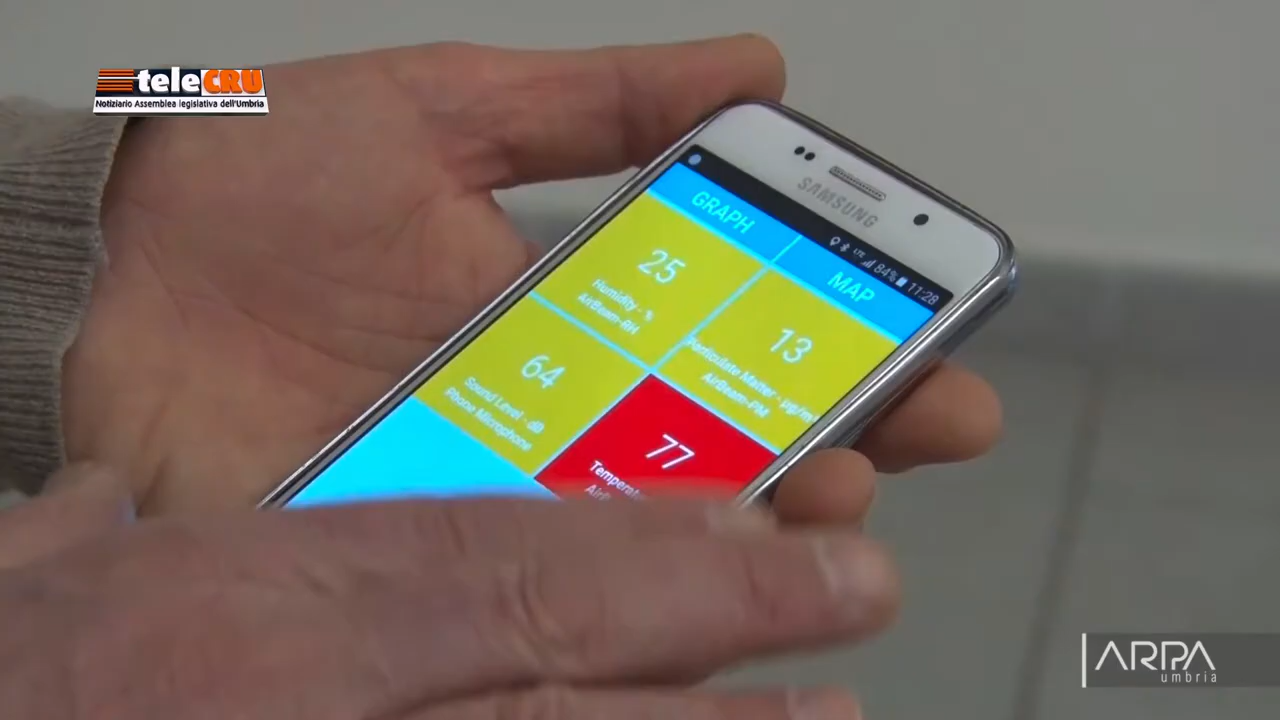 teleCRU
Notiziario Assemblea legislativa dell'Umbria
SAMSUNG
LTE 84% 11:28
GRAPH
MAP
25
Humidity - %
AirBeam-RH
13
Particulate Matter - µg/m³
AirBeam-PM
64
Sound Level - dB
Phone Microphone
77
ARPA
umbria